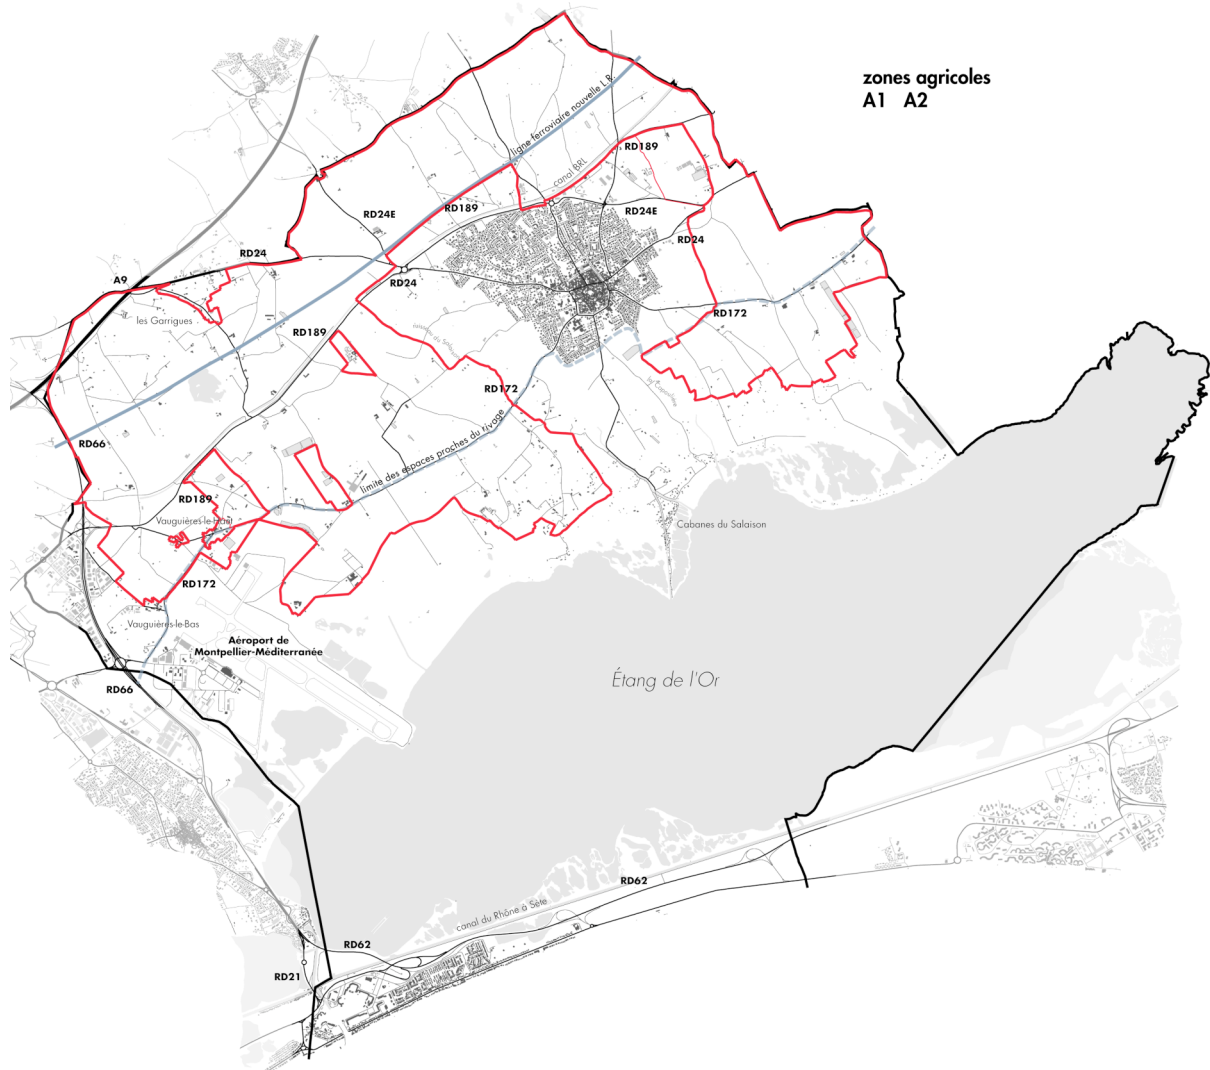 zones agricoles
A1 A2
ligne ferroviaire nouvelle L.R.
canal BRL
RD189
RD24E
RD189
RD24E
RD24
RD24
A9
RD24
RD172
les Garrigues
RD189
RD172
limite des espaces proches du rivage
RD66
RD189
Vauguières-le-Haut
Cabanes du Salaison
RD172
Vauguières-le-Bas
Aéroport de
Montpellier-Méditerranée
RD66
Étang de l'Or
RD62
canal du Rhône à Sète
RD62
RD21